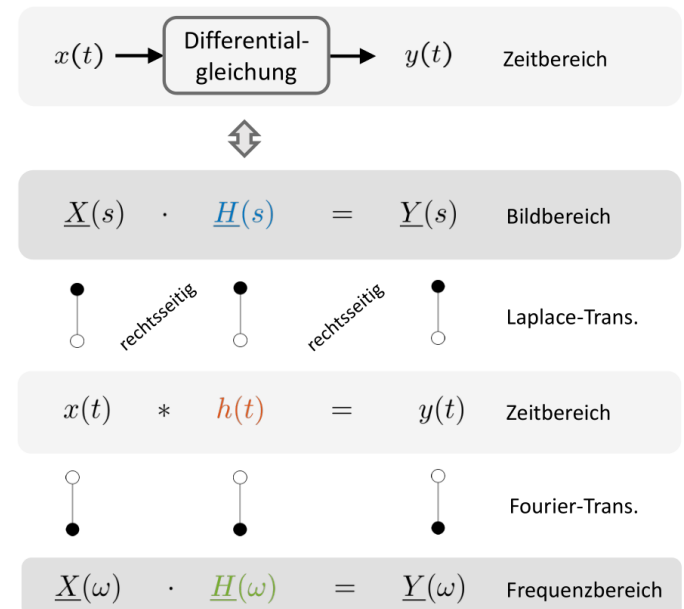 x(t) Differential-gleichung y(t) Zeitbereich
X(s) · H(s) = Y(s) Bildbereich
rechtsseitig rechtsseitig Laplace-Trans.
x(t) * h(t) = y(t) Zeitbereich
Fourier-Trans.
X(ω) · H(ω) = Y(ω) Frequenzbereich